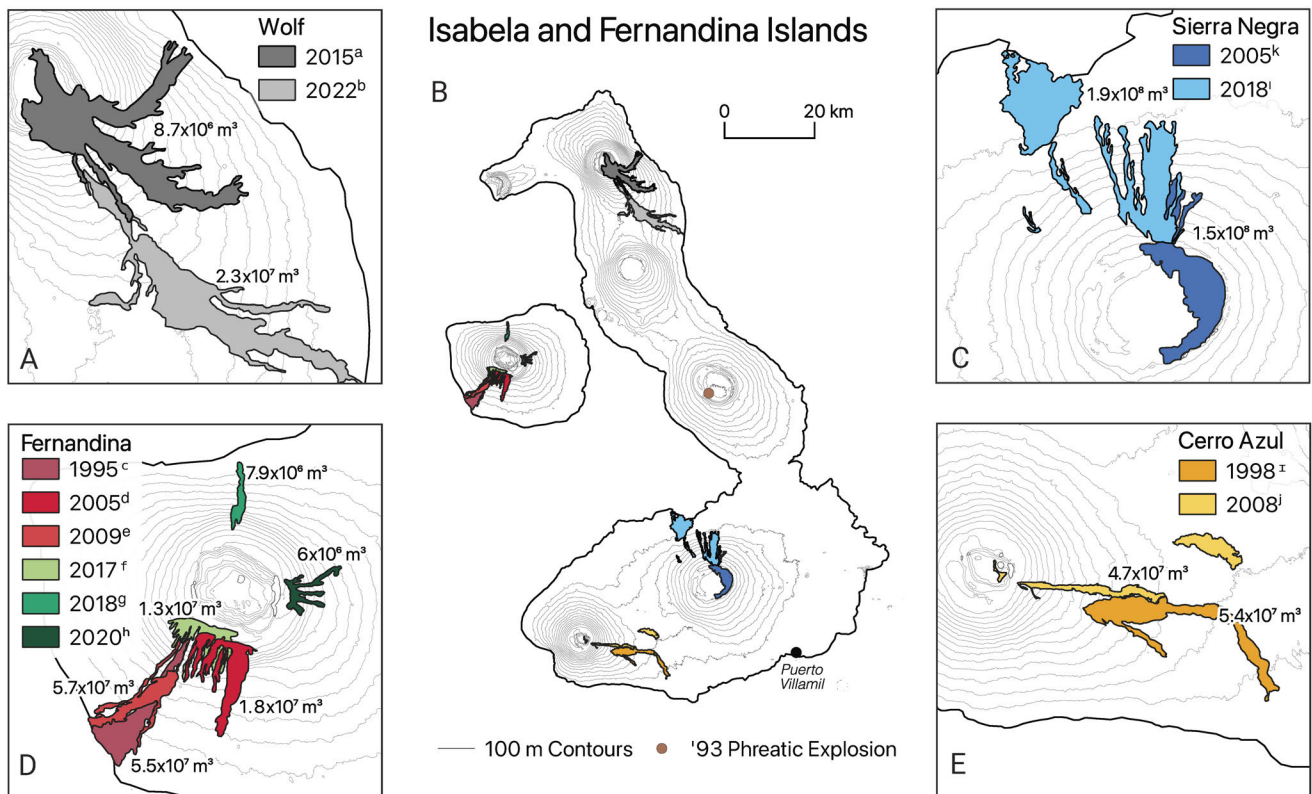 Isabela and Fernandina Islands
Wolf
2015ᵃ
2022ᵇ
8.7x10⁶ m³
2.3x10⁷ m³
A
B
0 20 km
Puerto
Villamil
100 m Contours
'93 Phreatic Explosion
Sierra Negra
2005ᵏ
2018ˡ
1.9x10⁸ m³
1.5x10⁸ m³
C
Fernandina
1995ᶜ
2005ᵈ
2009ᵉ
2017ᶠ
2018ᵍ
2020ʰ
7.9x10⁶ m³
6x10⁶ m³
1.3x10⁷ m³
5.7x10⁷ m³
1.8x10⁷ m³
5.5x10⁷ m³
D
Cerro Azul
1998ᶦ
2008ʲ
4.7x10⁷ m³
5.4x10⁷ m³
E